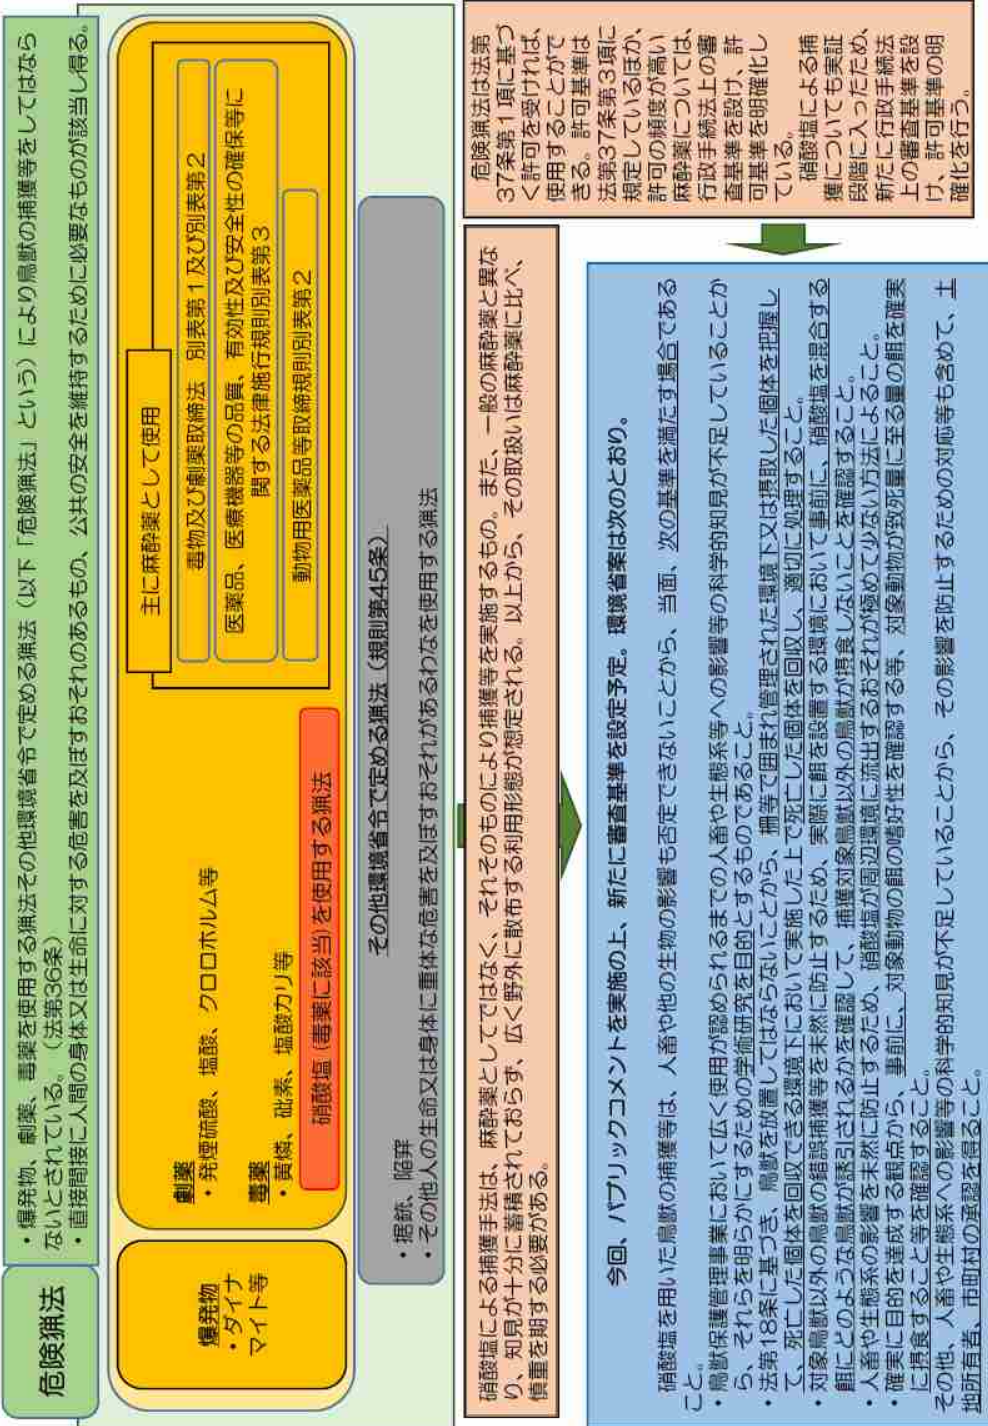 危険猟法
・爆発物、劇薬、毒薬を使用する猟法その他環境省令で定める猟法（以下「危険猟法」という）により鳥獣の捕獲等をしてはなら
ないとされている。（法第36条）
・直接間接に人間の身体又は生命に対する危害を及ぼすおそれのあるもの、公共の安全を維持するために必要なものが該当し得る。
爆発物
・ダイナ
マイト等
劇薬
・発煙硫酸、塩酸、クロロホルム等
毒薬
・黄燐、砒素、塩酸カリ等
硝酸塩（毒薬に該当）を使用する猟法
主に麻酔薬として使用
毒物及び劇薬取締法　別表第1及び別表第2
医薬品、医療機器等の品質、有効性及び安全性の確保等に
関する法律施行規則別表第3
動物用医薬品等取締規則別表第2
その他環境省令で定める猟法（規則第45条）
・据銃、陥穽
・その他人の生命又は身体に重体な危害を及ぼすおそれがあるわなを使用する猟法
硝酸塩による捕獲手法は、麻酔薬としてではなく、それそのものにより捕獲等を実施するもの。また、一般の麻酔薬と異な
り、知見が十分に蓄積されておらず、広く野外に散布する利用形態が想定される。以上から、その取扱いは麻酔薬に比べ、
慎重を期する必要がある。
危険猟法は法第
37条第1項に基づ
く許可を受ければ、
使用することがで
きる。許可基準は
法第37条第3項に
規定しているほか、
許可の頻度が高い
麻酔薬については、
行政手続法上の審
査基準を設け、許
可基準を明確化し
ている。
硝酸塩による捕
獲についても実証
段階に入ったため、
新たに行政手続法
上の審査基準を設
け、許可基準の明
確化を行う。
今回、パブリックコメントを実施の上、新たに審査基準を設定予定。環境省案は次のとおり。
硝酸塩を用いた鳥獣の捕獲等は、人畜や他の生物の影響も否定できないことから、当面、次の基準を満たす場合である
こと。
・鳥獣保護管理事業において広く使用が認められるまでの人畜や生態系等への影響等の科学的知見が不足していることか
ら、それらを明らかにするための学術研究を目的とするものであること。
・法第18条に基づき、鳥獣を放置してはならないことから、柵等で囲まれ管理された環境下又は摂取した個体を把握し
て、死亡した個体を回収できる環境下において実施した上で死亡した個体を回収し、適切に処理すること。
・対象鳥獣以外の鳥獣の錯誤捕獲等を未然に防止するため、実際に餌を設置する環境において事前に、硝酸塩を混合する
餌にどのような鳥獣が誘引されるかを確認して、捕獲対象鳥獣以外の鳥獣が摂食しないことを確認すること。
・人畜や生態系の影響を未然に防止するため、硝酸塩が周辺環境に流出するおそれが極めて少ない方法によること。
・確実に目的を達成する観点から、事前に、対象動物の餌の嗜好性を確認する等、対象動物が致死量に至る量の餌を確実
に摂食すること等を確認すること。
その他、人畜や生態系への影響等の科学的知見が不足していることから、その影響を防止するための対応等も含めて、土
地所有者、市町村の承認を得ること。